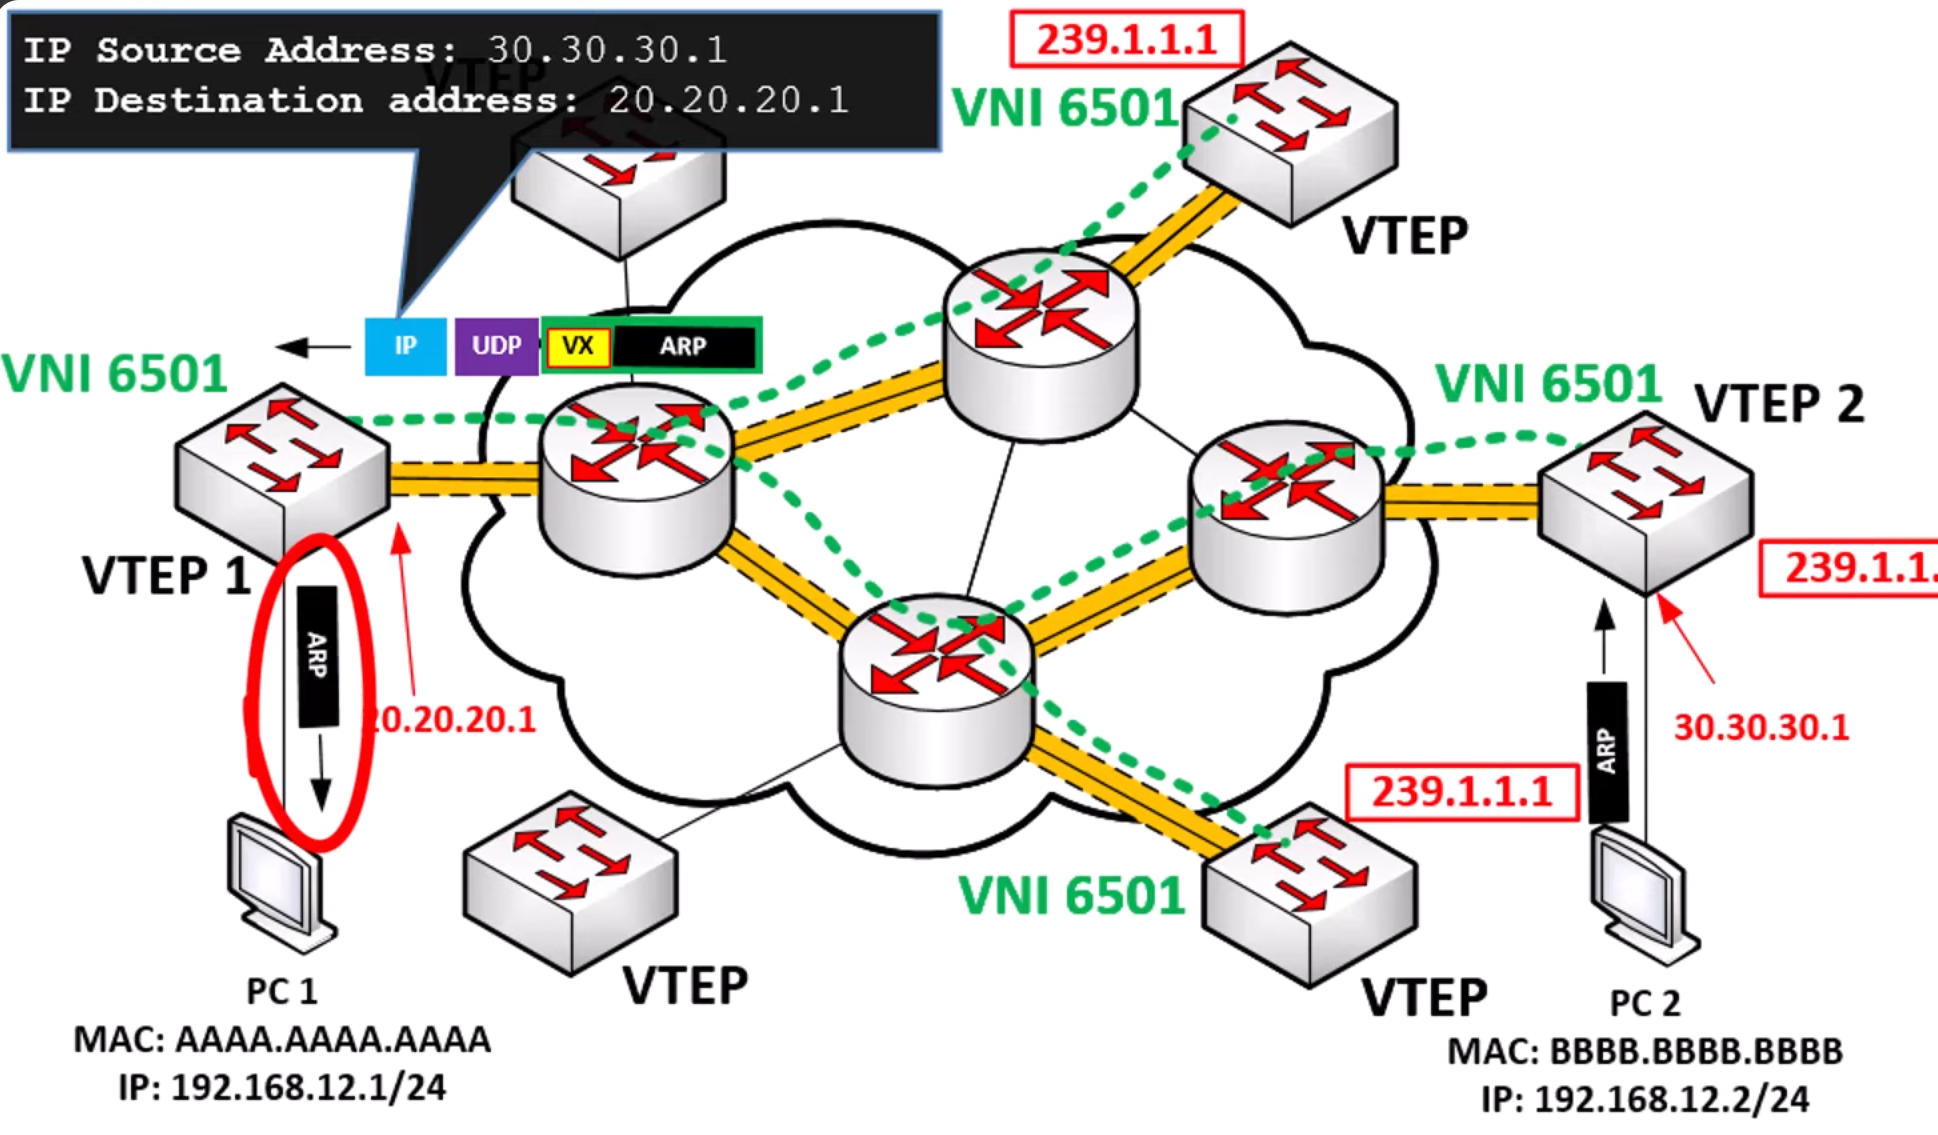 IP Source Address: 30.30.30.1
IP Destination address: 20.20.20.1
VTEP
239.1.1.1
VNI 6501
VTEP
IP
UDP
VX
ARP
VNI 6501
VNI 6501
VTEP 2
VTEP 1
239.1.1.
ARP
20.20.20.1
30.30.30.1
ARP
239.1.1.1
VNI 6501
VTEP
VTEP
PC 1
MAC: AAAA.AAAA.AAAA
IP: 192.168.12.1/24
PC 2
MAC: BBBB.BBBB.BBBB
IP: 192.168.12.2/24